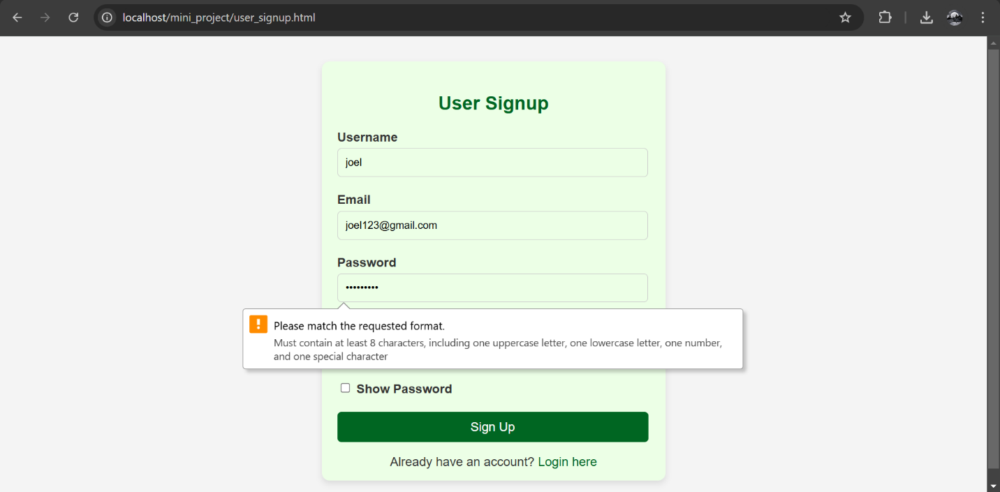 localhost/mini_project/user_signup.html
User Signup
Username
joel
Email
joel123@gmail.com
Password
•••••••••
Please match the requested format.
Must contain at least 8 characters, including one uppercase letter, one lowercase letter, one number,
and one special character
Show Password
Sign Up
Already have an account? Login here